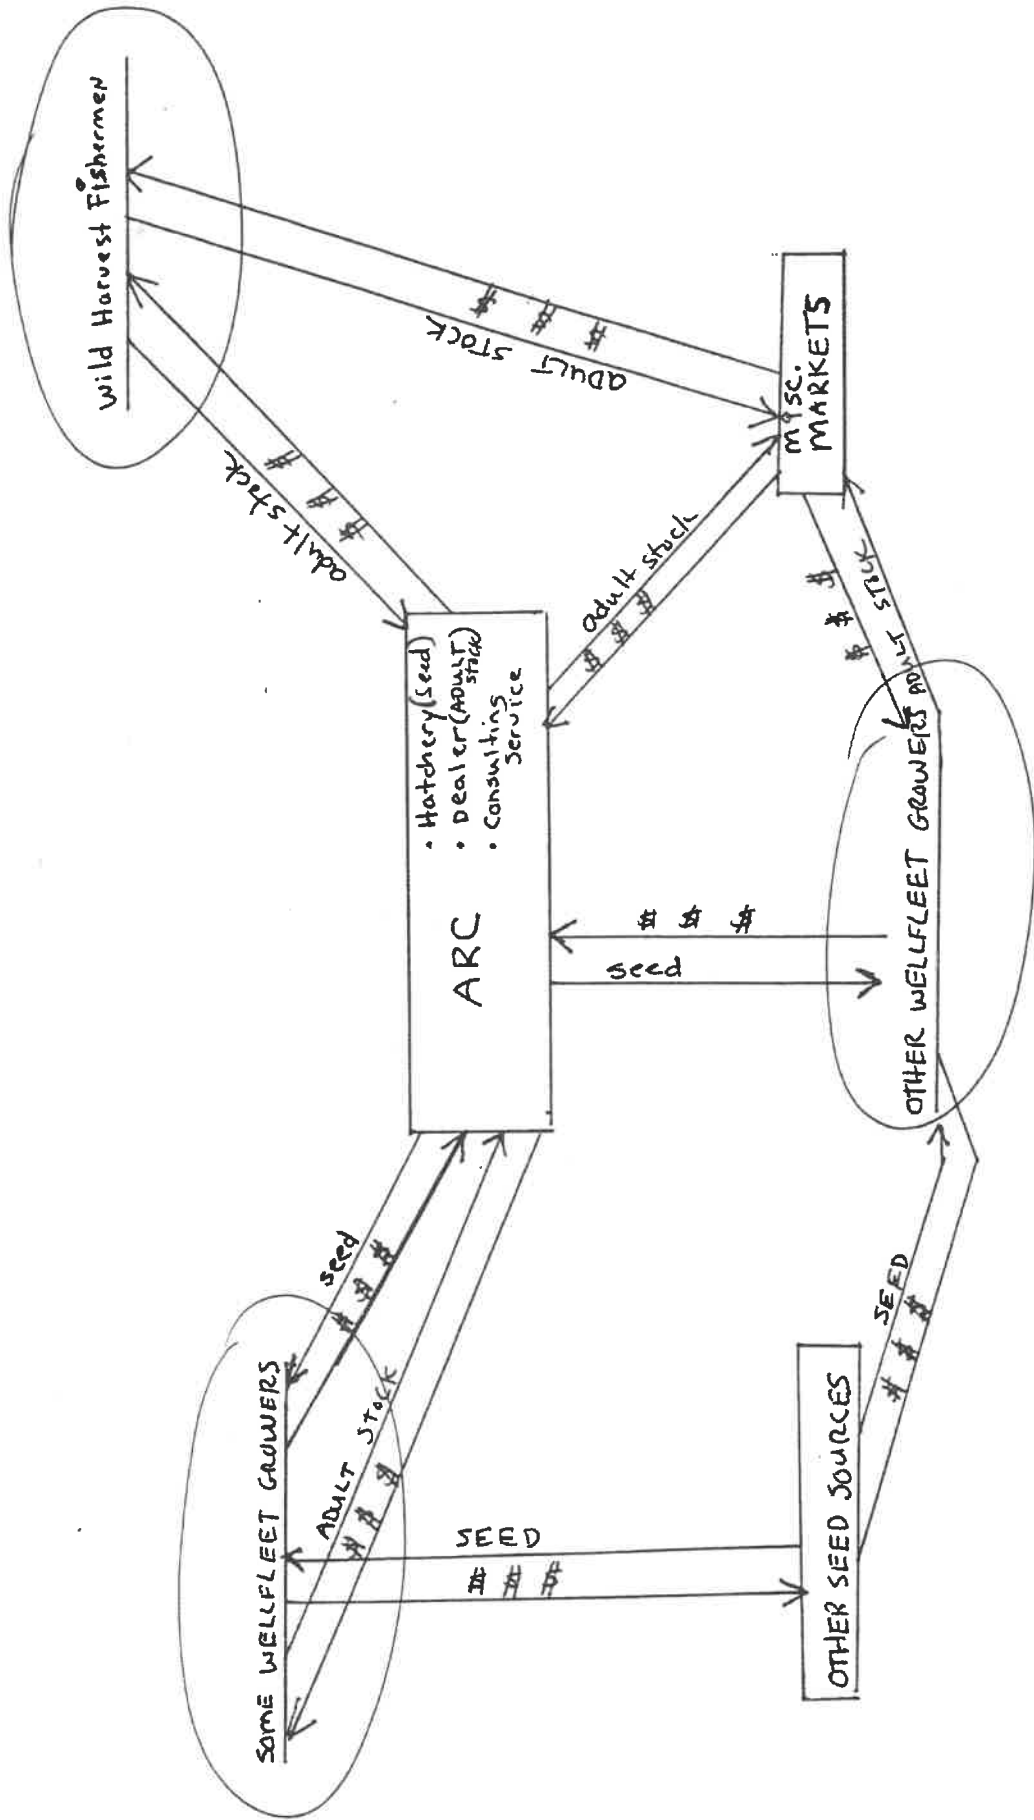 SOME WELLFLEET GROWERS
seed
$ $ $
ADULT STOCK
$ $ $
SEED
$ $ $
OTHER SEED SOURCES
SEED
$ $ $
ARC
• Hatchery (seed)
• Dealer (ADULT
stock)
• Consulting
Service
seed
$ $ $
OTHER WELLFLEET GROWERS
Wild Harvest Fishermen
adult stock
$ $ $
ADULT STOCK
$ $ $
adult stock
$ $ $
MISC.
MARKETS
$ $ $
ADULT STOCK